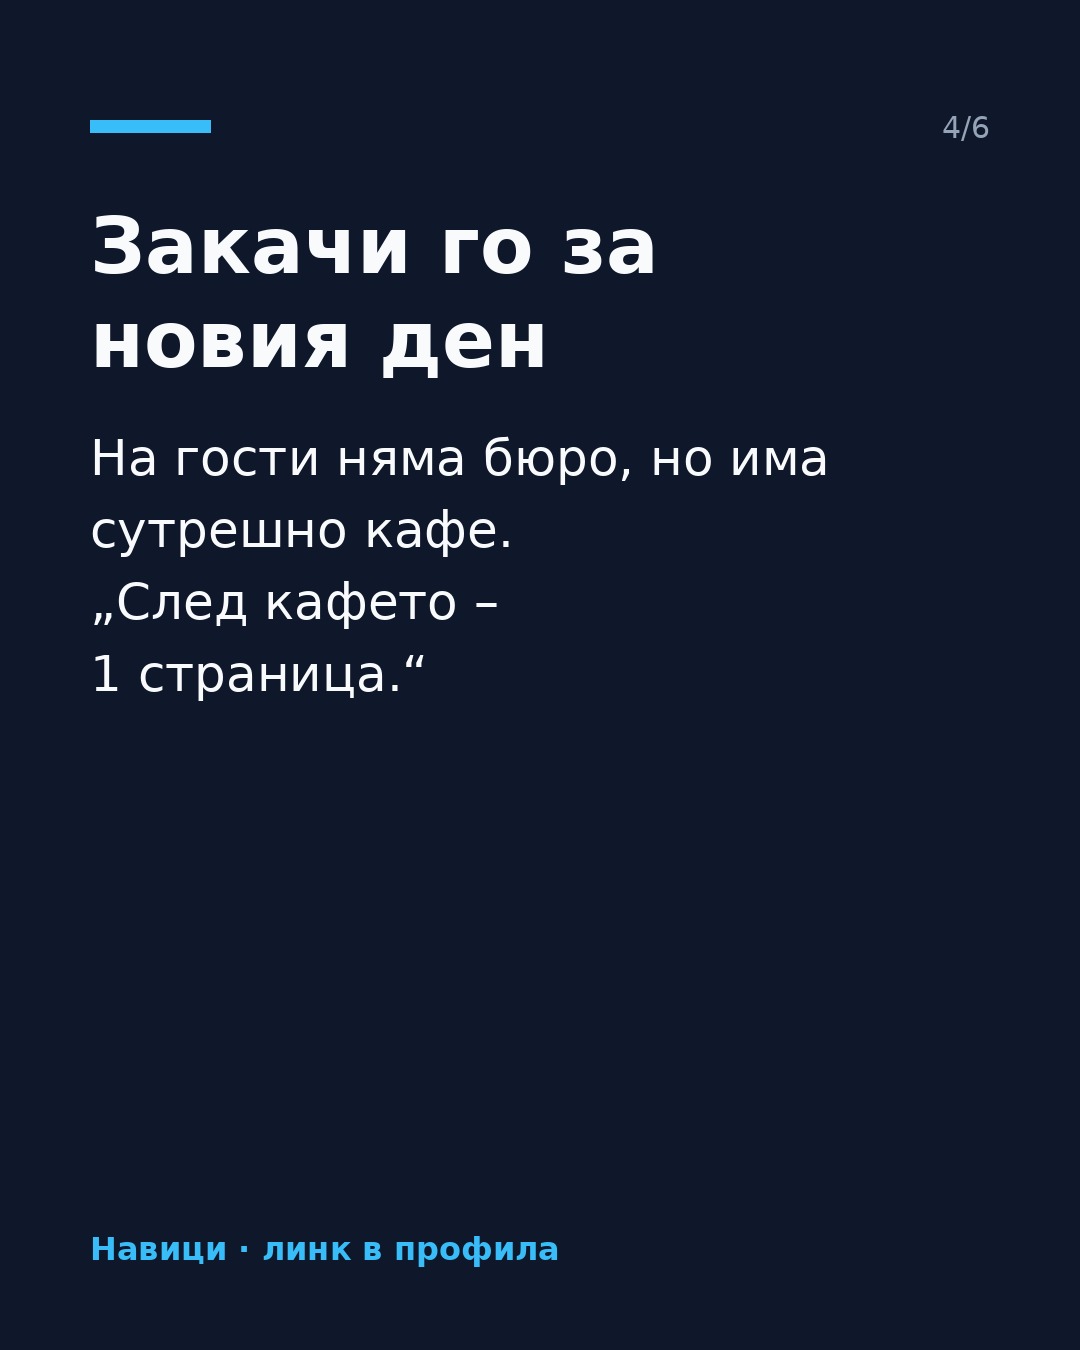 4/6
Закачи го за
новия ден
На гости няма бюро, но има
сутрешно кафе.
„След кафето –
1 страница.“
Навици · линк в профила